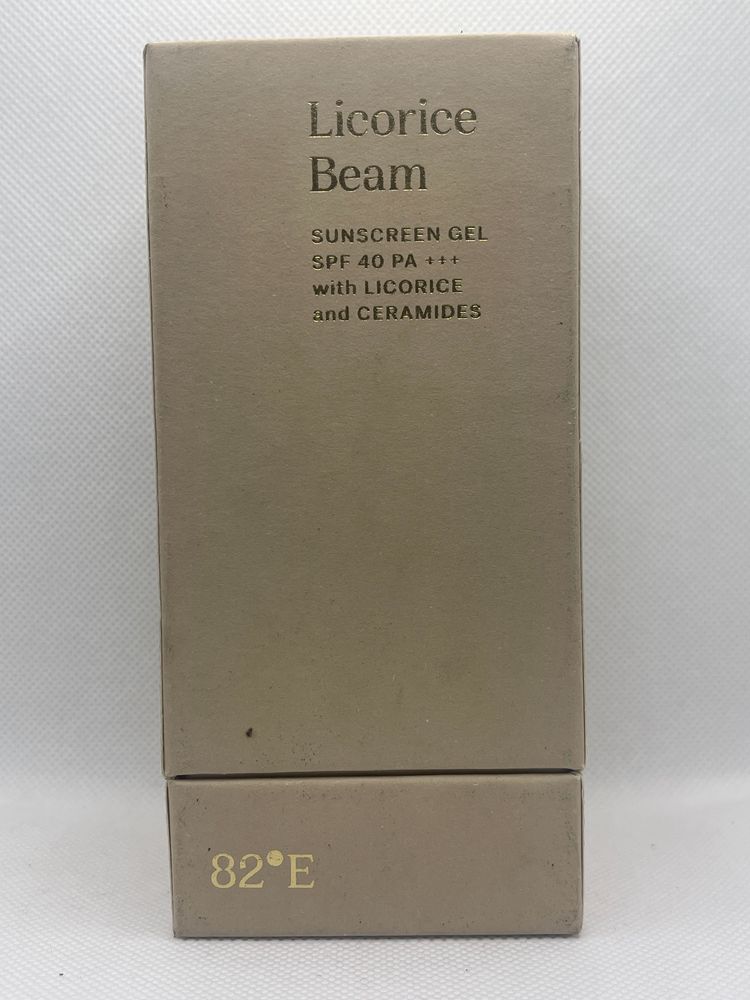 Licorice
Beam
SUNSCREEN GEL
SPF 40 PA +++
with LICORICE
and CERAMIDES
82°E